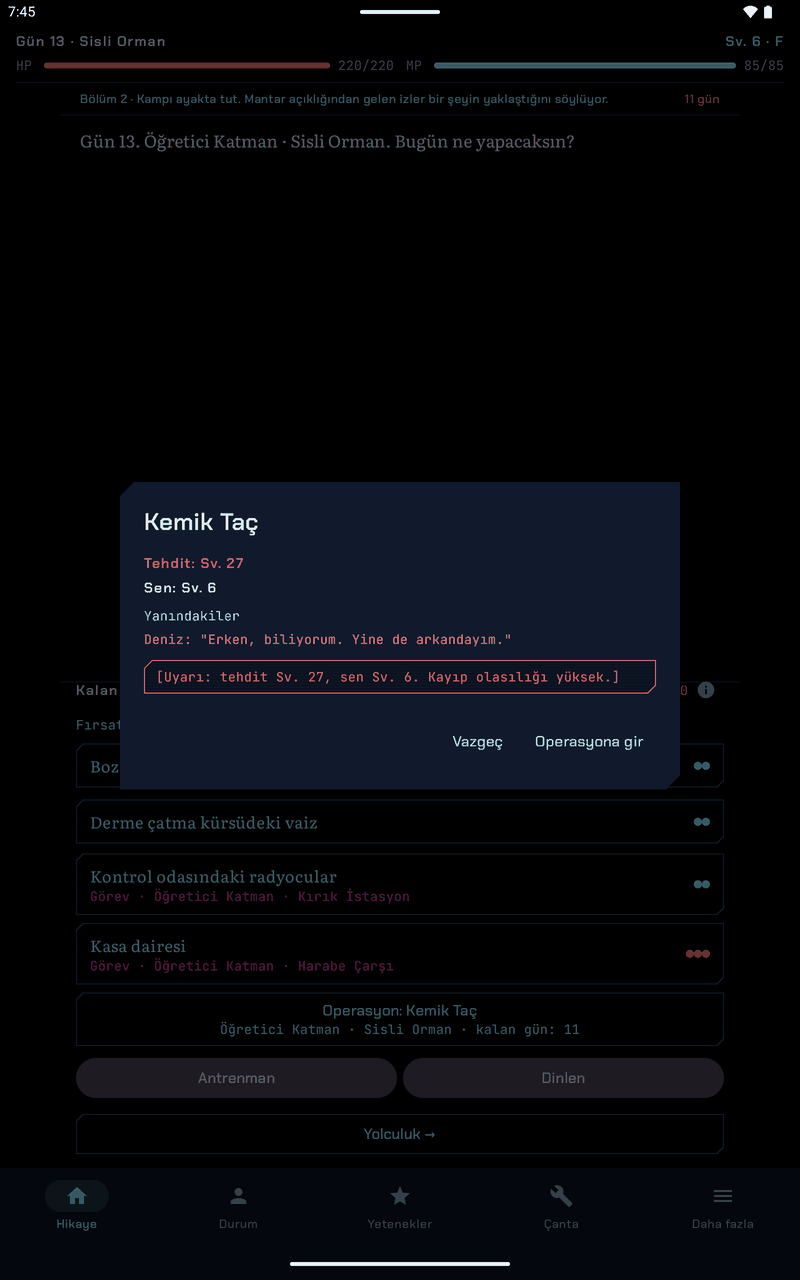 7:45
Gün 13 · Sisli Orman
Sv. 6 · F
HP 220/220 MP 85/85
Bölüm 2 · Kampı ayakta tut. Mantar açıklığından gelen izler bir şeyin yaklaştığını söylüyor. 11 gün
Gün 13. Öğretici Katman · Sisli Orman. Bugün ne yapacaksın?
Kemik Taç
Tehdit: Sv. 27
Sen: Sv. 6
Yanındakiler
Deniz: "Erken, biliyorum. Yine de arkandayım."
[Uyarı: tehdit Sv. 27, sen Sv. 6. Kayıp olasılığı yüksek.]
Vazgeç Operasyona gir
Kalan
Fırsat
Boz
Derme çatma kürsüdeki vaiz
Kontrol odasındaki radyocular
Görev · Öğretici Katman · Kırık İstasyon
Kasa dairesi
Görev · Öğretici Katman · Harabe Çarşı
Operasyon: Kemik Taç
Öğretici Katman · Sisli Orman · kalan gün: 11
Antrenman Dinlen
Yolculuk →
Hikaye Durum Yetenekler Çanta Daha fazla